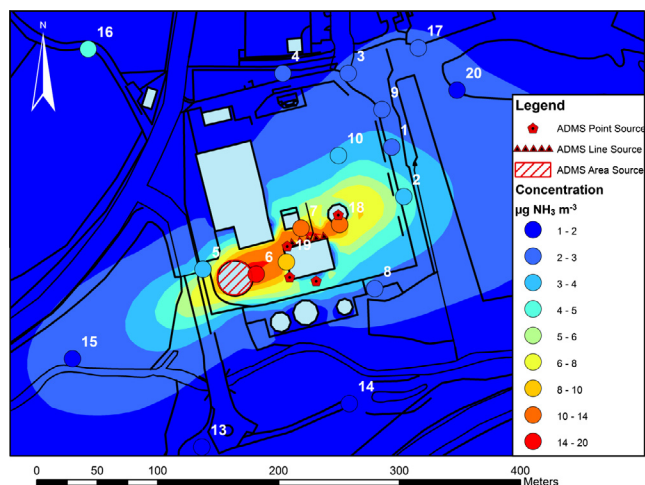 16
N
4
3
17
20
9
1
10
2
7
18
5
6
19
8
15
14
13
Legend
ADMS Point Source
ADMS Line Source
ADMS Area Source
Concentration
µg NH₃ m⁻³
1 - 2
2 - 3
3 - 4
4 - 5
5 - 6
6 - 8
8 - 10
10 - 14
14 - 20
0 50 100 200 300 400
Meters